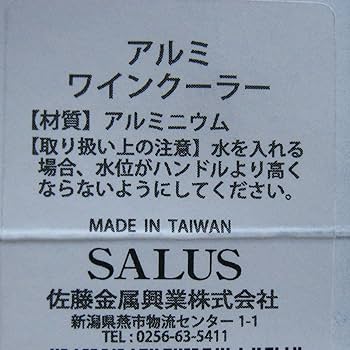 アルミ
ワインクーラー
【材質】アルミニウム
【取り扱い上の注意】水を入れる
場合、水位がハンドルより高く
ならないようにしてください。
MADE IN TAIWAN
SALUS
佐藤金属興業株式会社
新潟県燕市物流センター1-1
TEL : 0256-63-5411